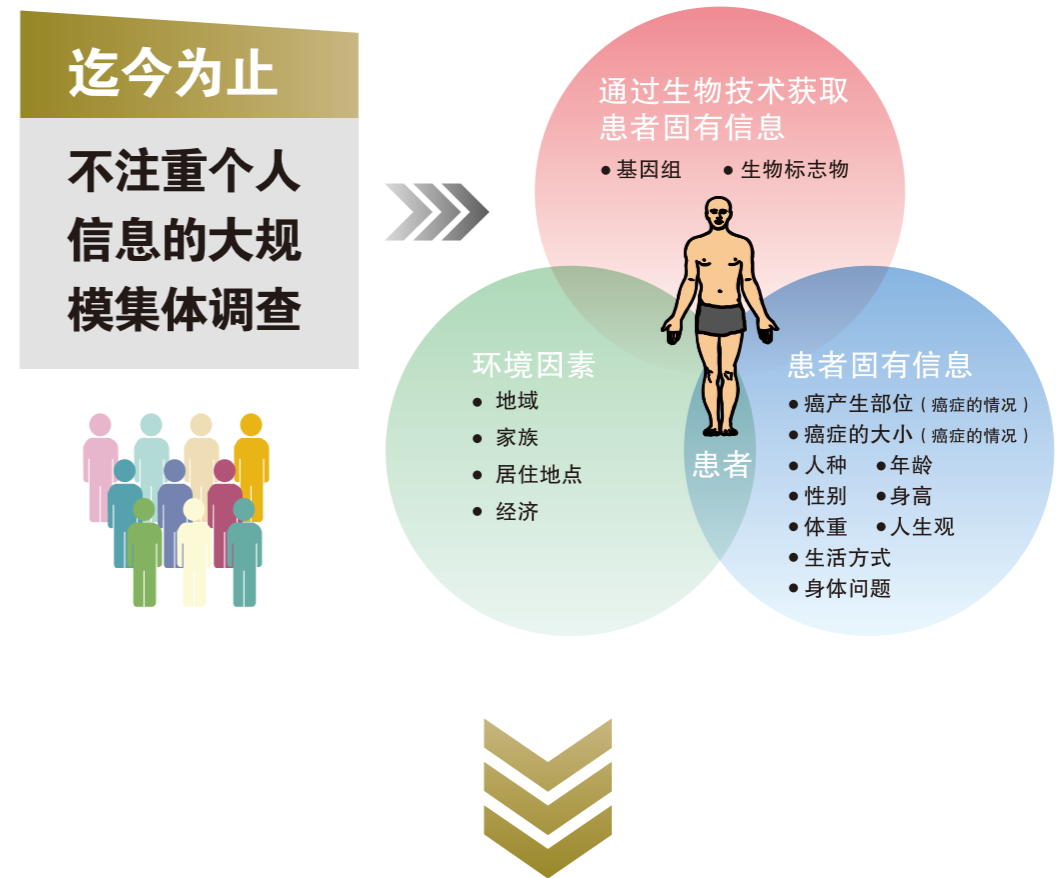 迄今为止
不注重个人
信息的大规
模集体调查
通过生物技术获取
患者固有信息
●基因组 ●生物标志物
环境因素
● 地域
● 家族
● 居住地点
● 经济
患者
患者固有信息
●癌产生部位（癌症的情况）
●癌症的大小（癌症的情况）
●人种 ●年龄
●性别 ●身高
●体重 ●人生观
●生活方式
●身体问题